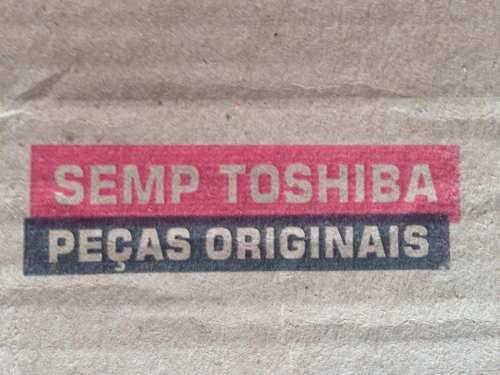 SEMP TOSHIBA
PEÇAS ORIGINAIS